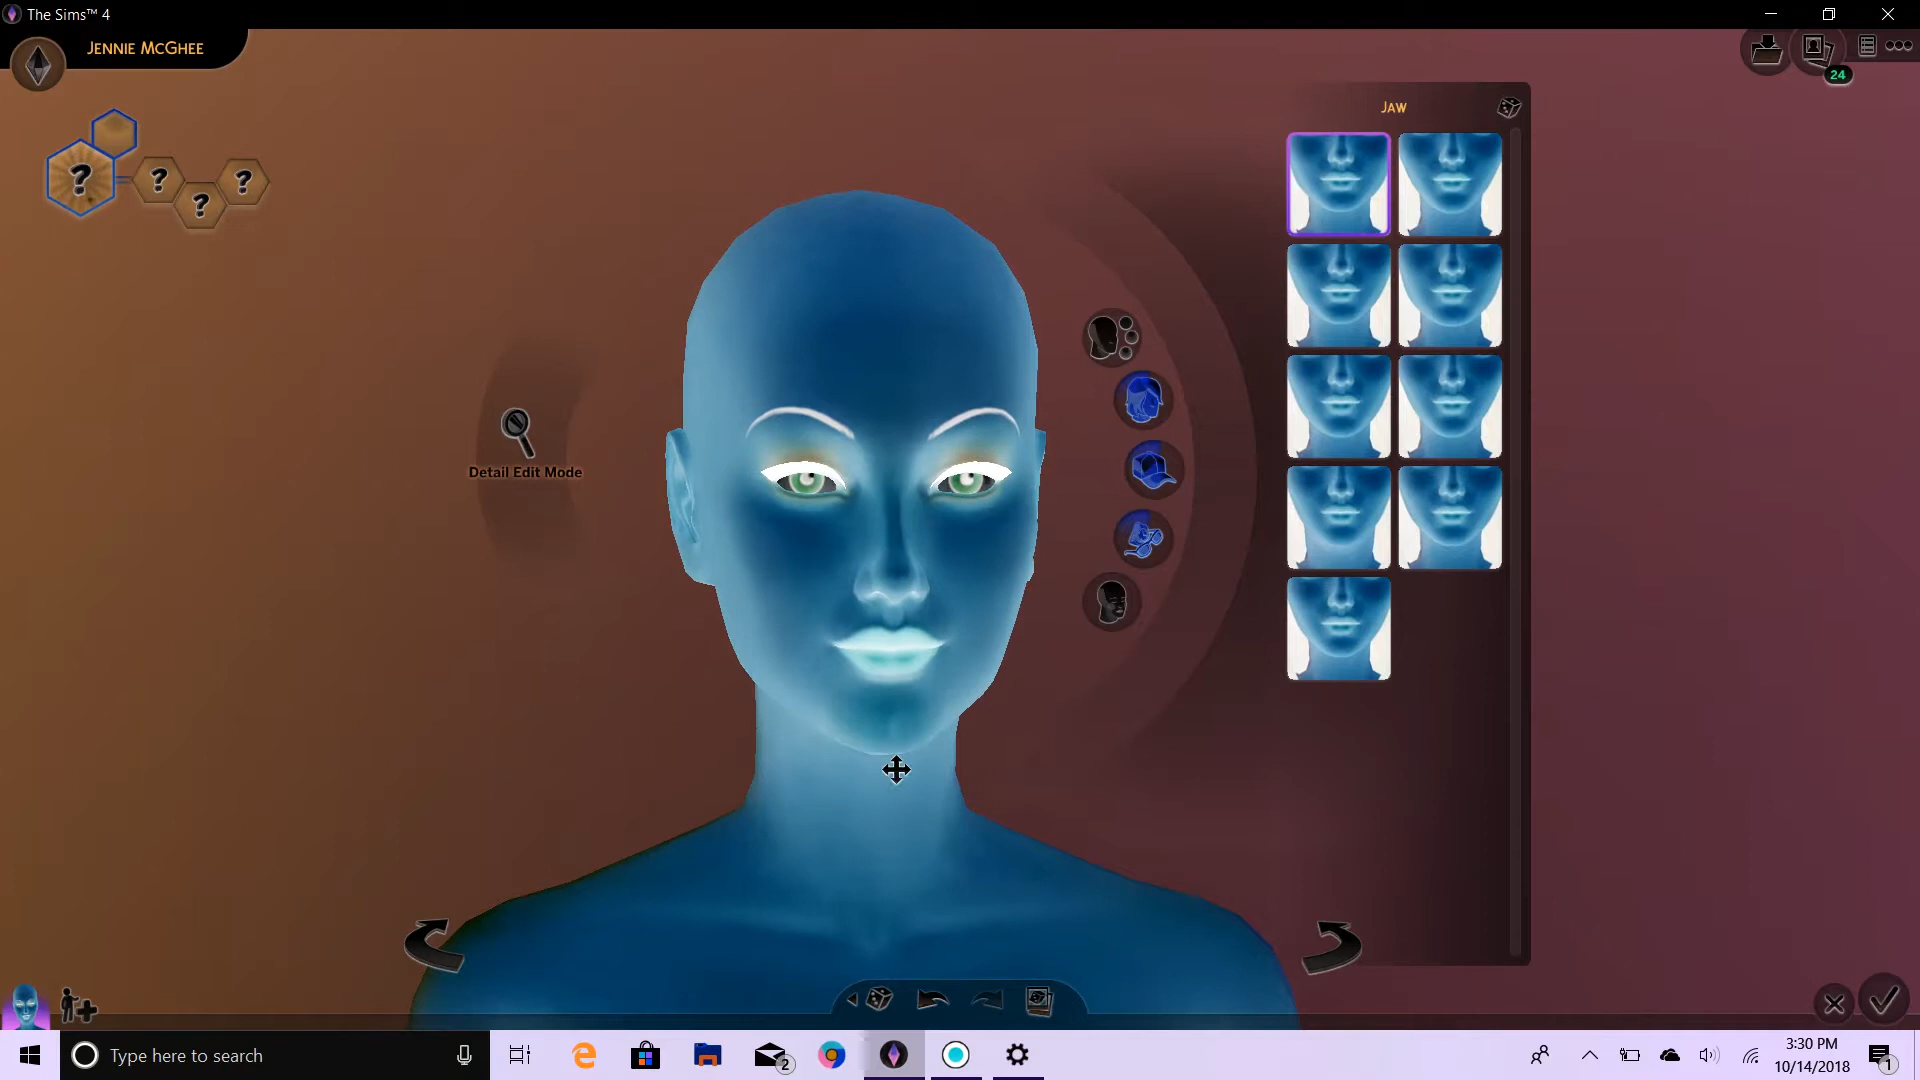 The Sims™ 4
JENNIE MCGHEE
24
JAW
?
?
?
?
Detail Edit Mode
Type here to search
2
3:30 PM
10/14/2018
1